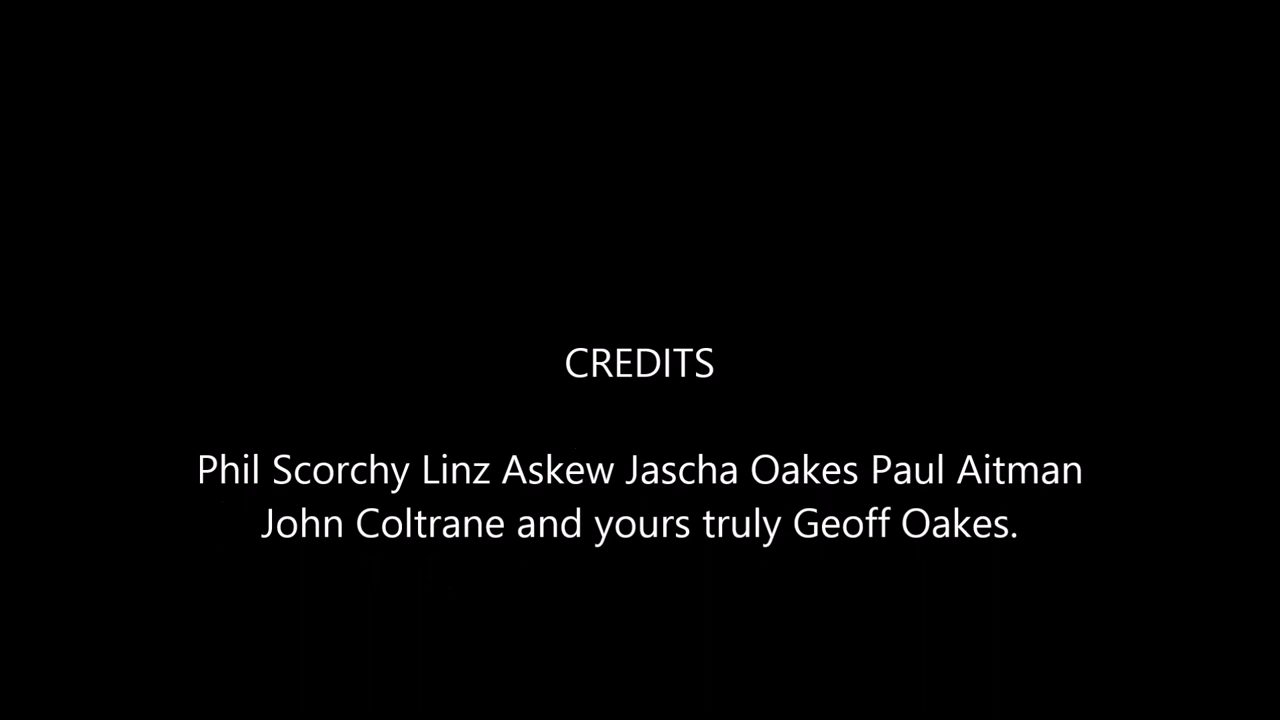 CREDITS
Phil Scorchy Linz Askew Jascha Oakes Paul Aitman
John Coltrane and yours truly Geoff Oakes.